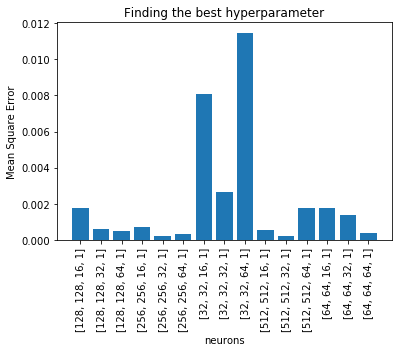 Finding the best hyperparameter
Mean Square Error
0.012
0.010
0.008
0.006
0.004
0.002
0.000
[128, 128, 16, 1]
[128, 128, 32, 1]
[128, 128, 64, 1]
[256, 256, 16, 1]
[256, 256, 32, 1]
[256, 256, 64, 1]
[32, 32, 16, 1]
[32, 32, 32, 1]
[32, 32, 64, 1]
[512, 512, 16, 1]
[512, 512, 32, 1]
[512, 512, 64, 1]
[64, 64, 16, 1]
[64, 64, 32, 1]
[64, 64, 64, 1]
neurons